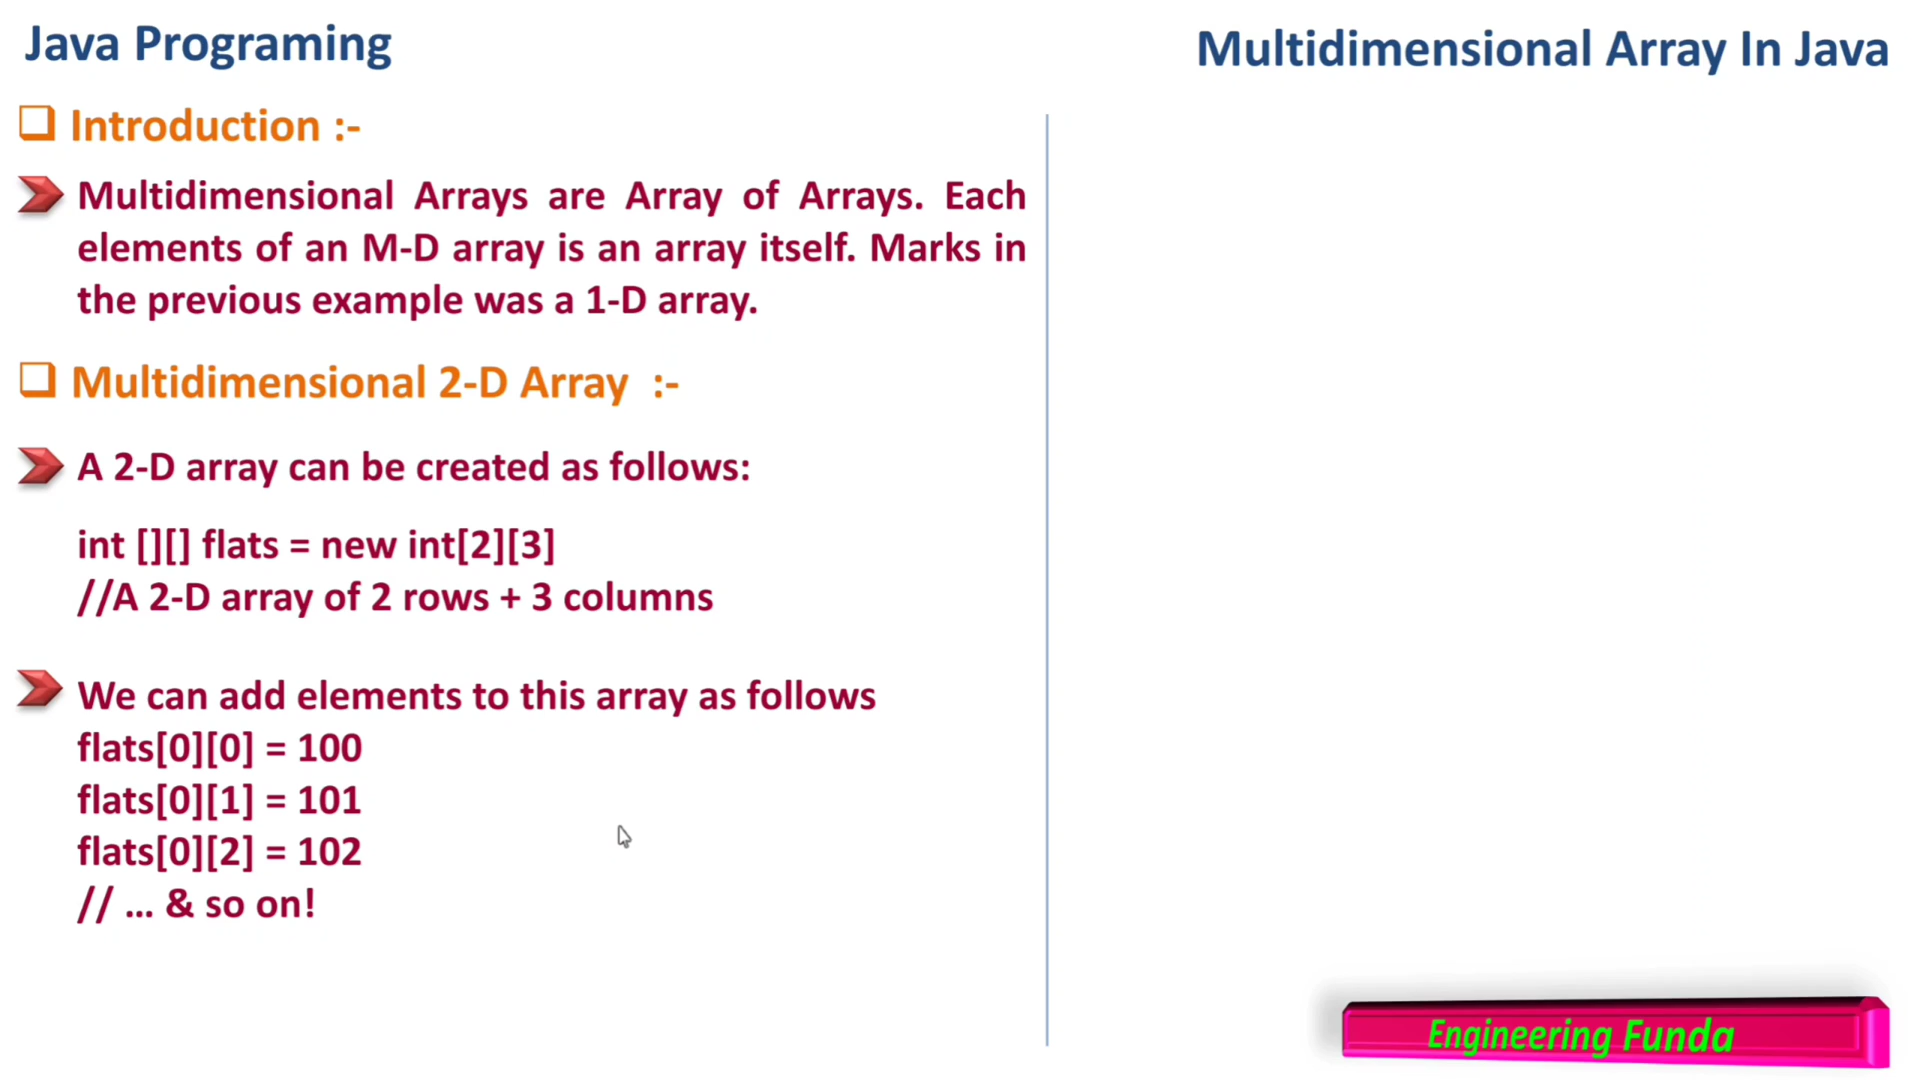 Java Programing
Multidimensional Array In Java
Introduction :-
Multidimensional Arrays are Array of Arrays. Each
elements of an M-D array is an array itself. Marks in
the previous example was a 1-D array.
Multidimensional 2-D Array :-
A 2-D array can be created as follows:
int [][] flats = new int[2][3]
//A 2-D array of 2 rows + 3 columns
We can add elements to this array as follows
flats[0][0] = 100
flats[0][1] = 101
flats[0][2] = 102
// ... & so on!
Engineering Funda